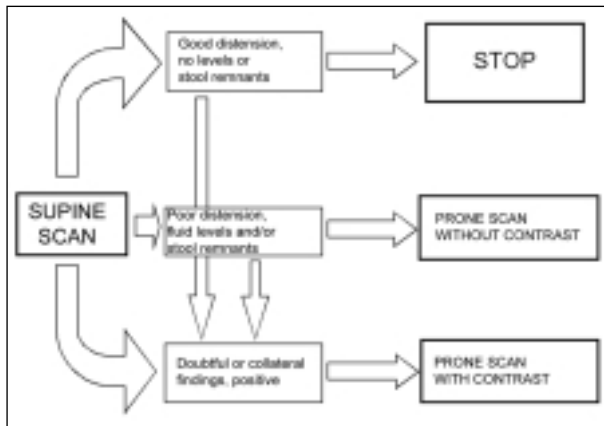 Good distension,
no levels or
stool remnants
STOP
SUPINE
SCAN
Poor distension,
fluid levels and/or
stool remnants
PRONE SCAN
WITHOUT CONTRAST
Doubtful or collateral
findings, positive
PRONE SCAN
WITH CONTRAST